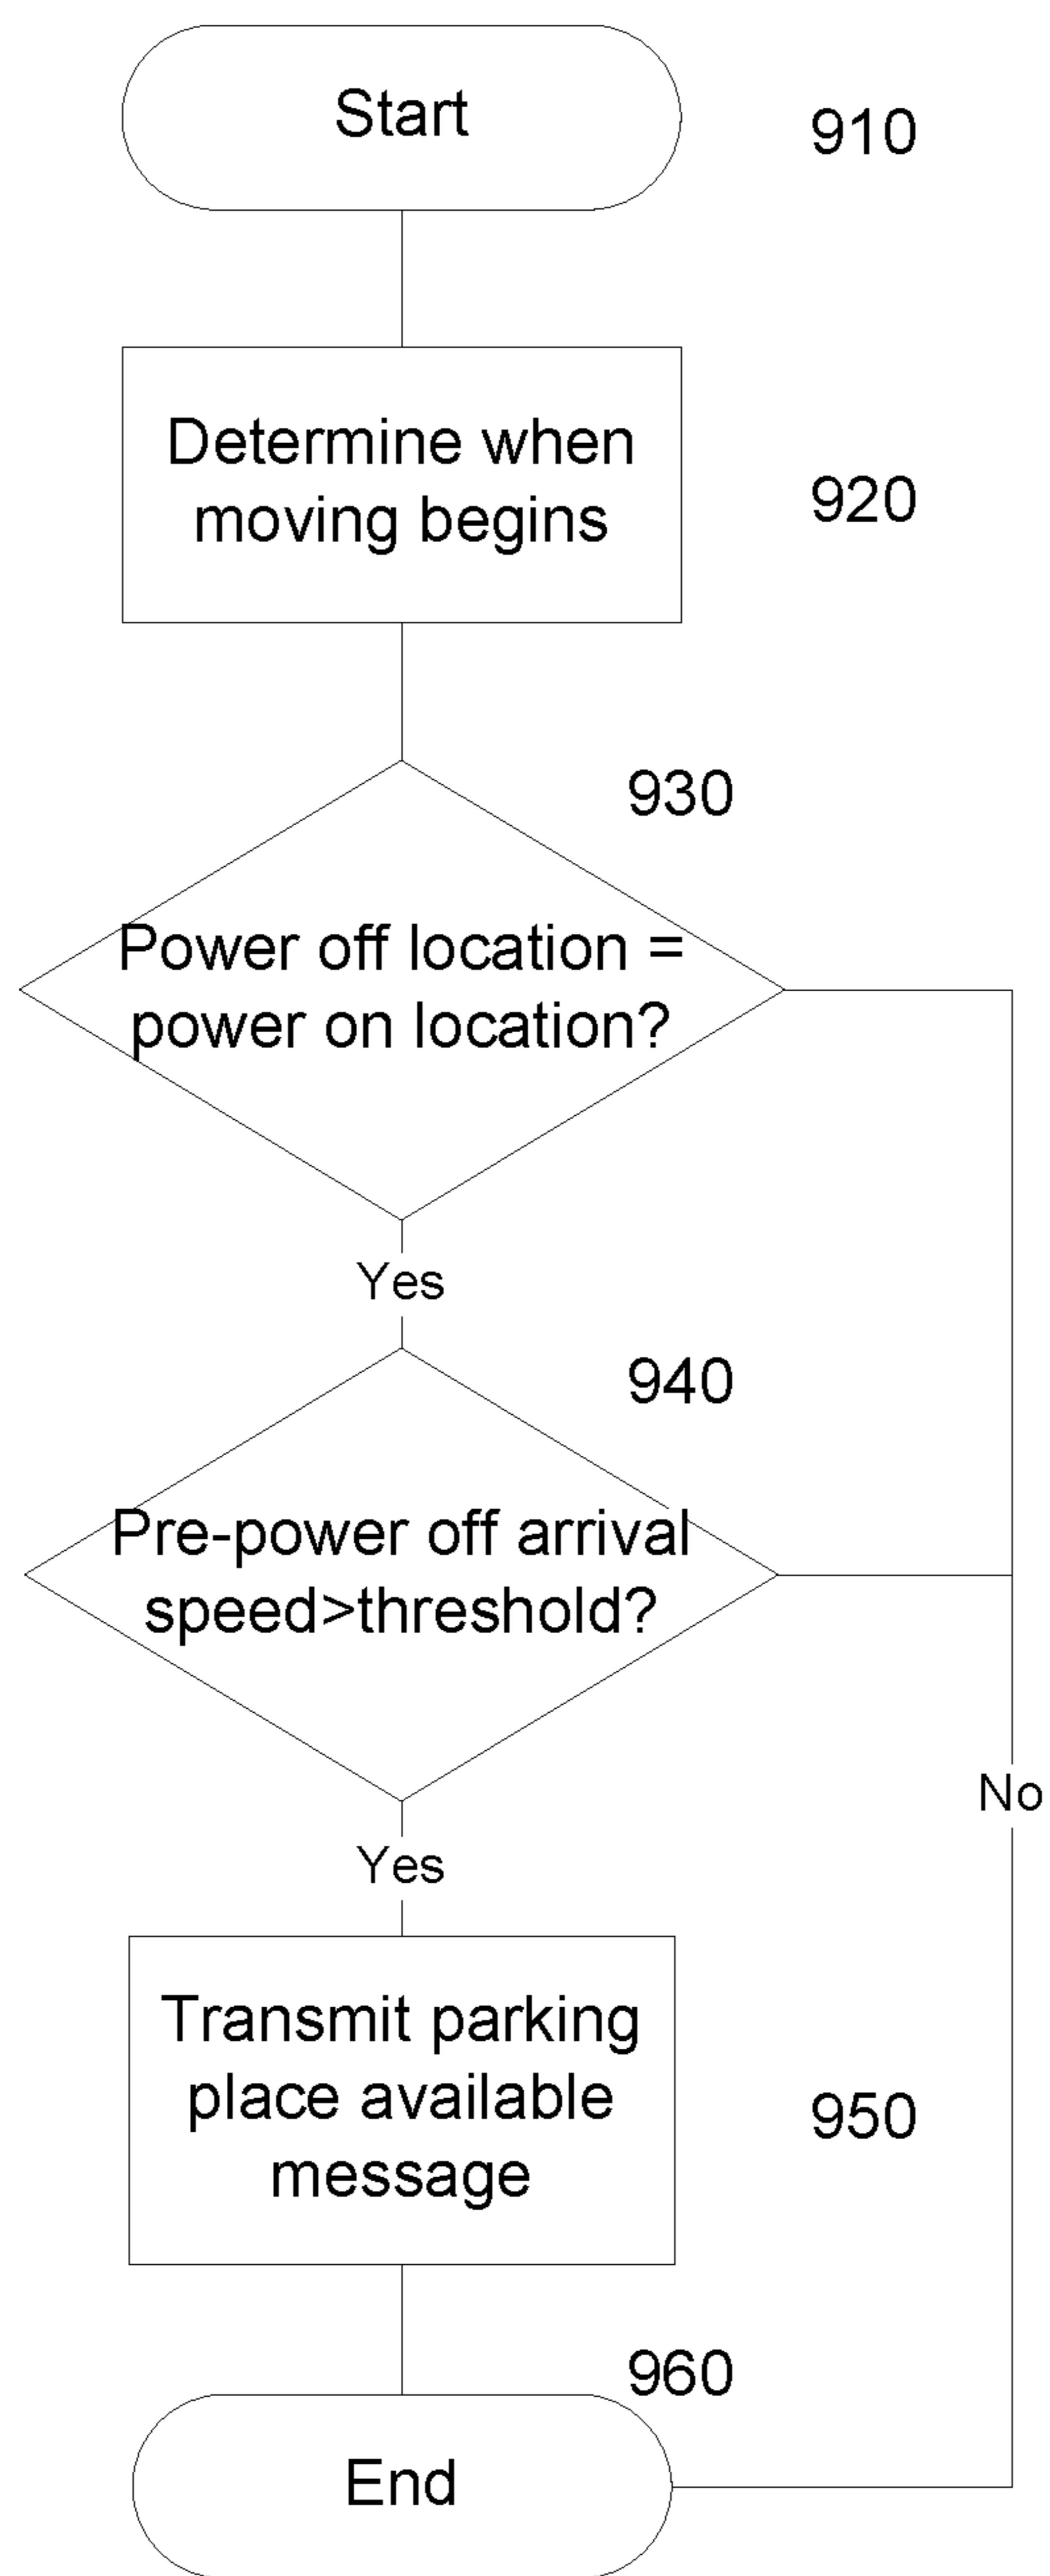 Start
910
Determine when
moving begins
920
930
Power off location =
power on location?
Yes
940
Pre-power off arrival
speed>threshold?
No
Yes
Transmit parking
place available
message
950
960
End